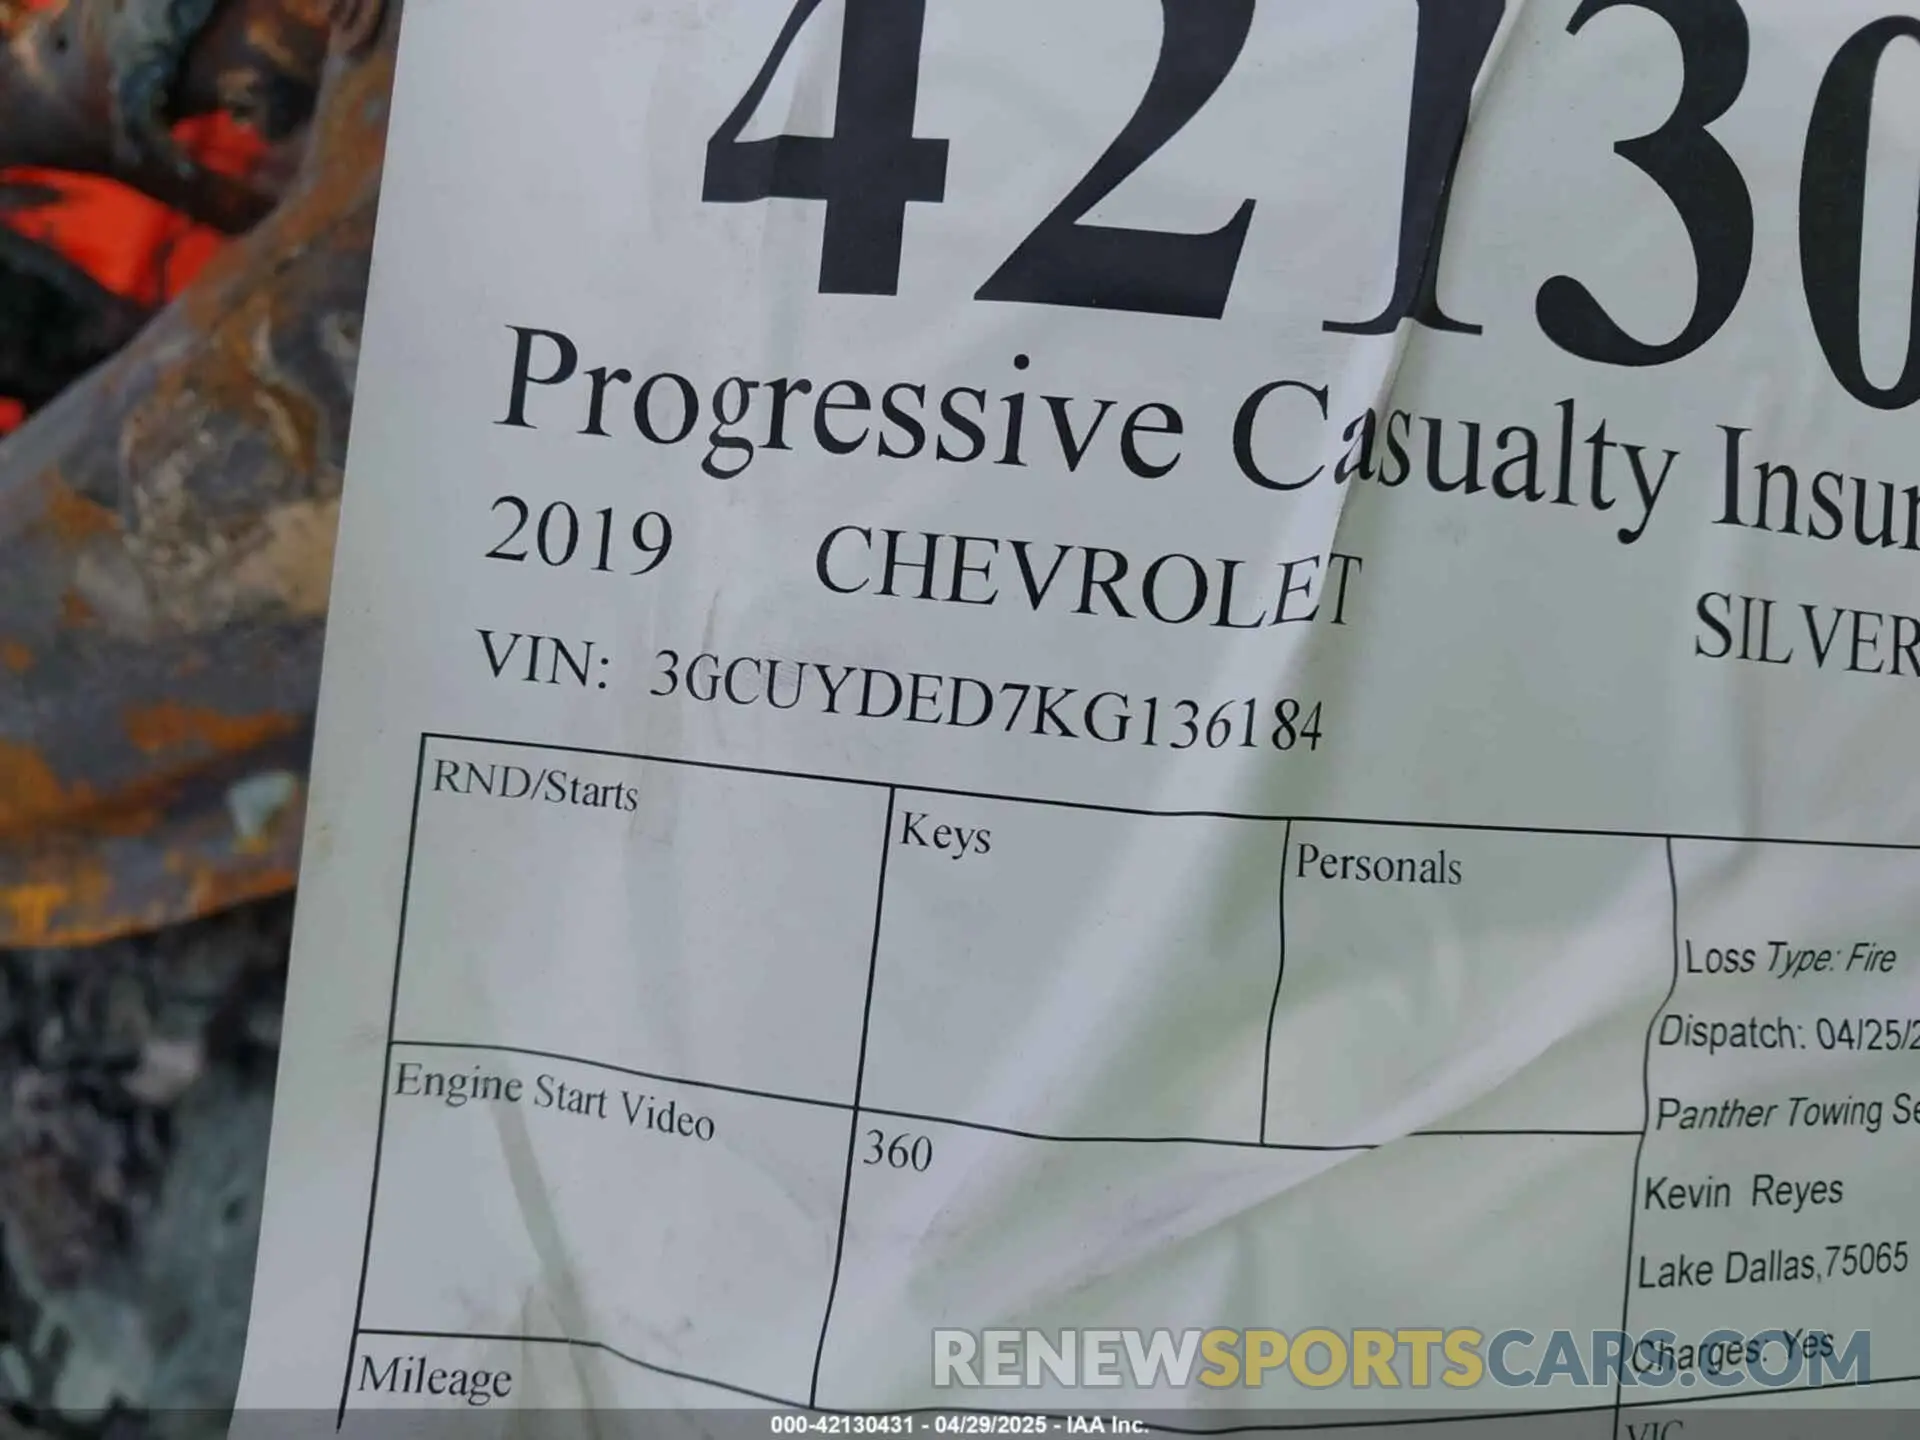 42130
Progressive Casualty Insur
2019 CHEVROLET SILVER
VIN: 3GCUYDED7KG136184
RND/Starts
Keys
Personals
Loss Type: Fire
Dispatch: 04/25/2
Panther Towing Se
Kevin Reyes
Lake Dallas,75065
Charges: Yes
Engine Start Video
360
Mileage
VIC
RENEWSPORTSCARS.COM
000-42130431 - 04/29/2025 - IAA Inc.